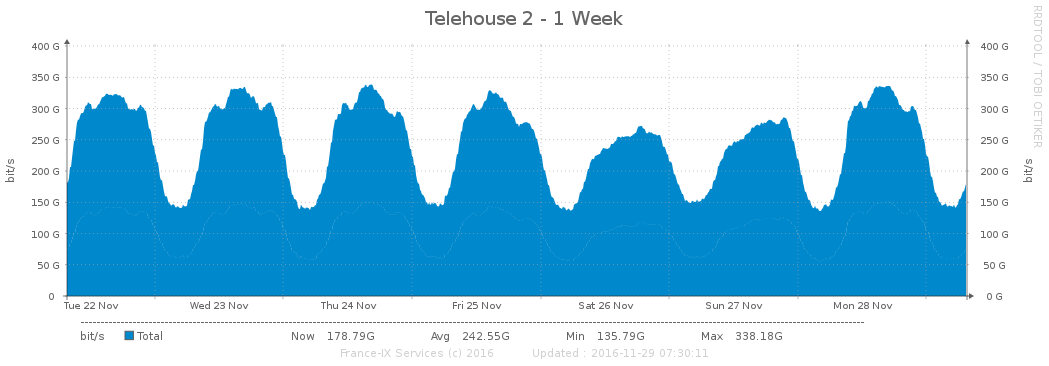 Telehouse 2 - 1 Week
RRDTOOL / TOBI OETIKER
400 G 400 G
350 G 350 G
300 G 300 G
250 G 250 G
200 G 200 G
150 G 150 G
100 G 100 G
50 G 50 G
0 0 G
bit/s bit/s
Tue 22 Nov Wed 23 Nov Thu 24 Nov Fri 25 Nov Sat 26 Nov Sun 27 Nov Mon 28 Nov
bit/s Total Now 178.79G Avg 242.55G Min 135.79G Max 338.18G
France-IX Services (c) 2016 Updated : 2016-11-29 07:30:11